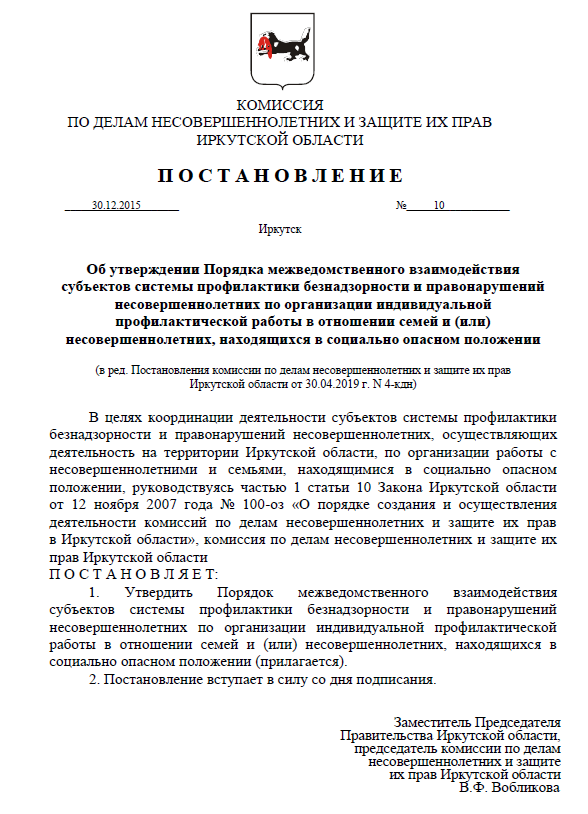 КОМИССИЯ
ПО ДЕЛАМ НЕСОВЕРШЕННОЛЕТНИХ И ЗАЩИТЕ ИХ ПРАВ
ИРКУТСКОЙ ОБЛАСТИ
П О С Т А Н О В Л Е Н И Е
30.12.2015 № 10
Иркутск
Об утверждении Порядка межведомственного взаимодействия
субъектов системы профилактики безнадзорности и правонарушений
несовершеннолетних по организации индивидуальной
профилактической работы в отношении семей и (или)
несовершеннолетних, находящихся в социально опасном положении
(в ред. Постановления комиссии по делам несовершеннолетних и защите их прав
Иркутской области от 30.04.2019 г. N 4-кдн)
В целях координации деятельности субъектов системы профилактики
безнадзорности и правонарушений несовершеннолетних, осуществляющих
деятельность на территории Иркутской области, по организации работы с
несовершеннолетними и семьями, находящимися в социально опасном
положении, руководствуясь частью 1 статьи 10 Закона Иркутской области
от 12 ноября 2007 года № 100-оз «О порядке создания и осуществления
деятельности комиссий по делам несовершеннолетних и защите их прав
в Иркутской области», комиссия по делам несовершеннолетних и защите их
прав Иркутской области
П О С Т А Н О В Л Я Е Т:
1. Утвердить Порядок межведомственного взаимодействия
субъектов системы профилактики безнадзорности и правонарушений
несовершеннолетних по организации индивидуальной профилактической
работы в отношении семей и (или) несовершеннолетних, находящихся в
социально опасном положении (прилагается).
2. Постановление вступает в силу со дня подписания.
Заместитель Председателя
Правительства Иркутской области,
председатель комиссии по делам
несовершеннолетних и защите
их прав Иркутской области
В.Ф. Вобликова